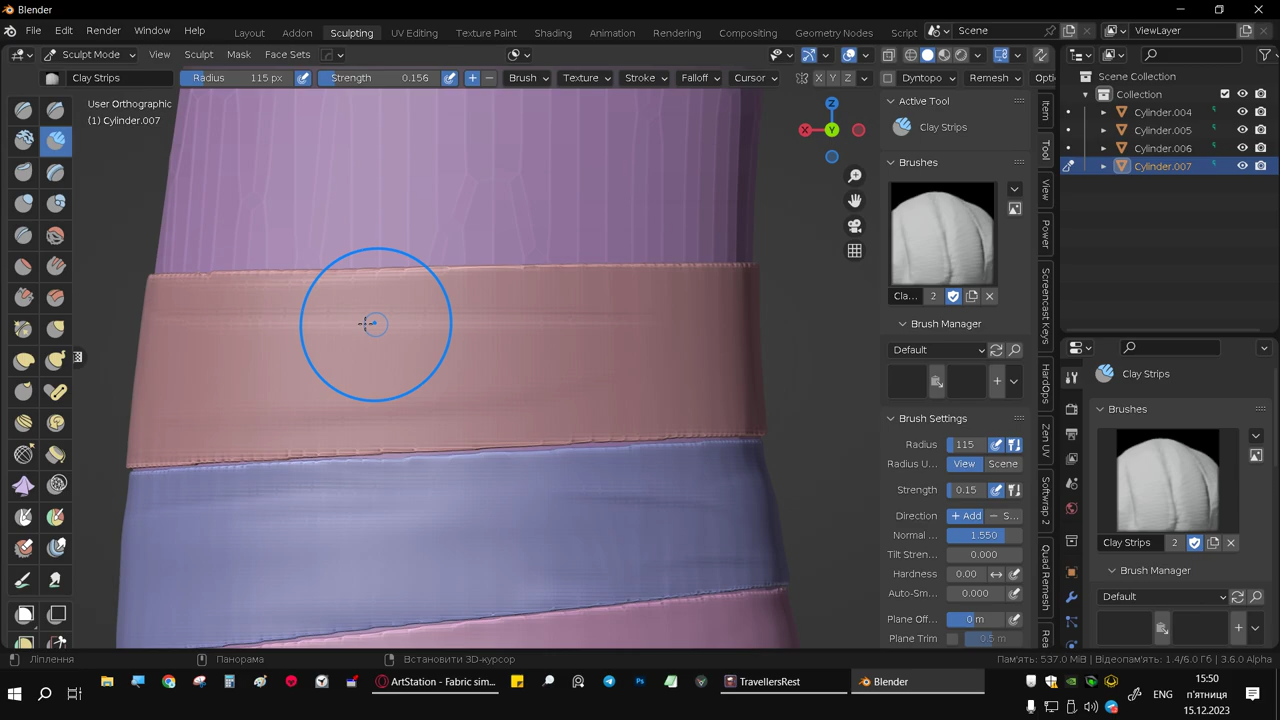 Blender
File Edit Render Window Help Layout Modeling Sculpting UV Editing Texture Paint Shading Animation Rendering Compositing Geometry Nodes Script Scene ViewLayer
Sculpt Mode View Sculpt Mask Face Sets
Clay Strips Radius 115 px Strength 0.156 Brush Texture Stroke Falloff Cursor X Y Z Dyntopo Remesh Opti
User Orthographic
(1) Cylinder.007
Z
X Y
Active Tool
Clay Strips
Brushes
Cla... 2
Brush Manager
Default
Brush Settings
Radius 115
Radius U... View Scene
Strength 0.15
Direction + Add − S...
Normal ... 1.550
Tilt Stren... 0.000
Hardness 0.00
Auto-Sm... 0.000
Plane Off... 0 m
Plane Trim 0.5 m
Item
Tool
View
Power
Screencast Keys
HardOps
Zen UV
Softwrap 2
Quad Remesh
Rea
Scene Collection
Collection
Cylinder.004
Cylinder.005
Cylinder.006
Cylinder.007
Clay Strips
Brushes
Clay Strips 2
Brush Manager
Default
Ліплення Панорама Встановити 3D-курсор Пам'ять: 537.0 MiB | Відеопам'ять: 1.4/6.0 Гб | 3.6.0 Alpha
ArtStation - Fabric sim... TravellersRest Blender ENG
15:50
п'ятниця
15.12.2023